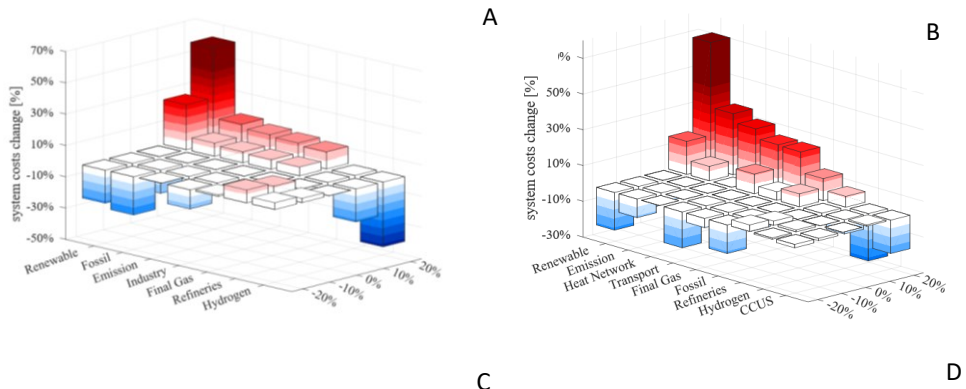 A
B
70%
50%
30%
10%
-10%
-30%
-50%
system costs change [%]
Renewable
Fossil
Emission
Industry
Final Gas
Refineries
Hydrogen
-20%
-10%
0%
10%
20%
%
50%
30%
10%
-10%
-30%
system costs change [%]
Renewable
Emission
Heat Network
Transport
Final Gas
Fossil
Refineries
Hydrogen
CCUS
-20%
-10%
0%
10%
20%
C
D